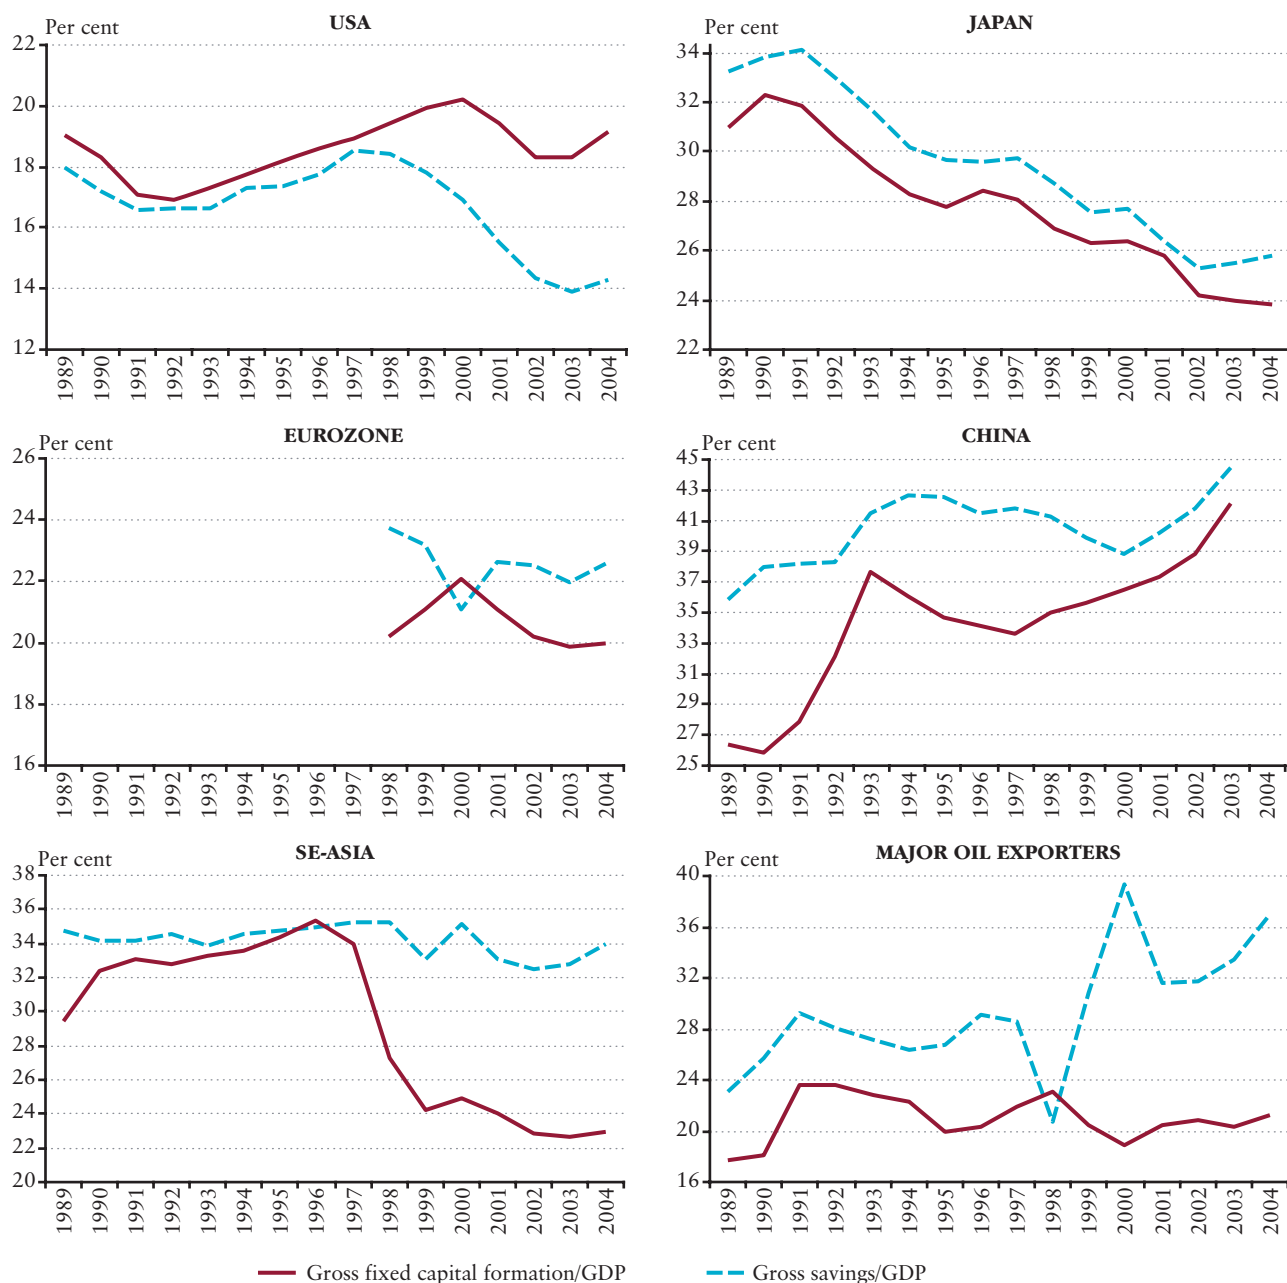 USA
Per cent
22
20
18
16
14
12
1989 1990 1991 1992 1993 1994 1995 1996 1997 1998 1999 2000 2001 2002 2003 2004
JAPAN
Per cent
34
32
30
28
26
24
22
1989 1990 1991 1992 1993 1994 1995 1996 1997 1998 1999 2000 2001 2002 2003 2004
EUROZONE
Per cent
26
24
22
20
18
16
1989 1990 1991 1992 1993 1994 1995 1996 1997 1998 1999 2000 2001 2002 2003 2004
CHINA
Per cent
45
43
41
39
37
35
33
31
29
27
25
1989 1990 1991 1992 1993 1994 1995 1996 1997 1998 1999 2000 2001 2002 2003 2004
SE-ASIA
Per cent
38
36
34
32
30
28
26
24
22
20
1989 1990 1991 1992 1993 1994 1995 1996 1997 1998 1999 2000 2001 2002 2003 2004
MAJOR OIL EXPORTERS
Per cent
40
36
32
28
24
20
16
1989 1990 1991 1992 1993 1994 1995 1996 1997 1998 1999 2000 2001 2002 2003 2004
Gross fixed capital formation/GDP
Gross savings/GDP